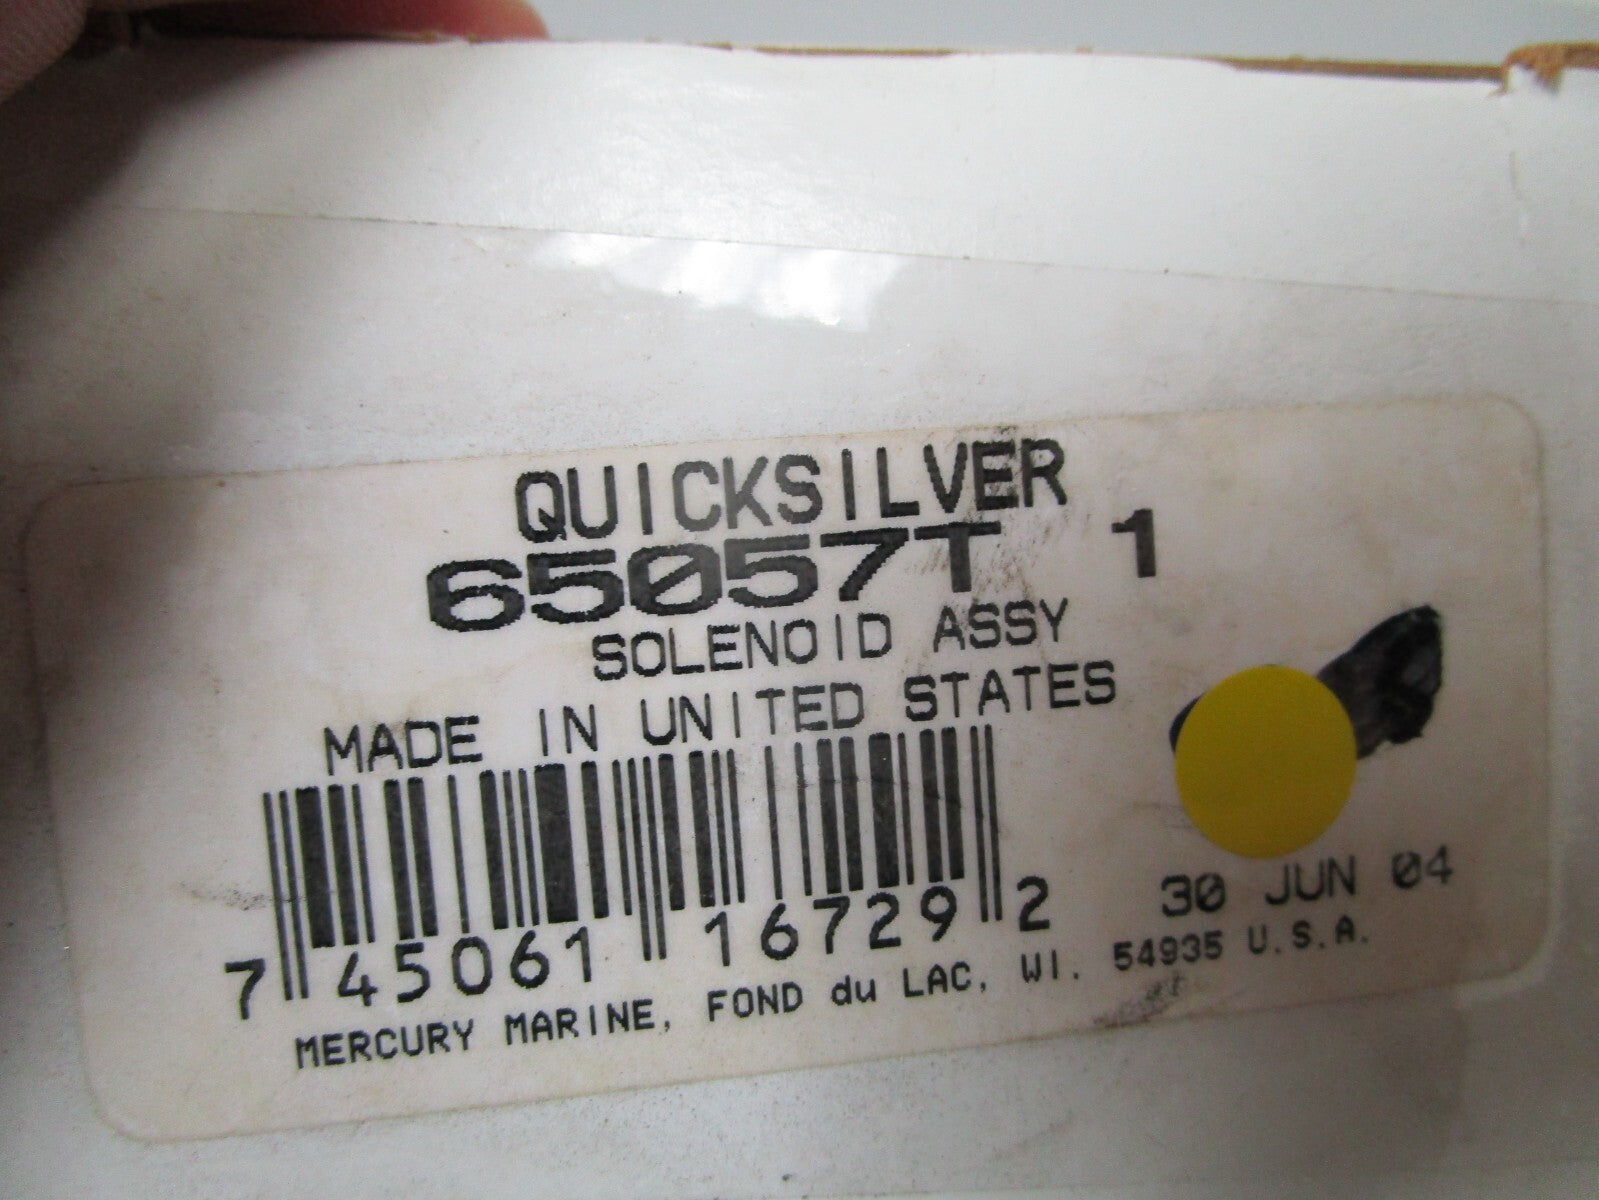 QUICKSILVER
65057T 1
SOLENOID ASSY
MADE IN UNITED STATES
7 45061 16729 2
30 JUN 04
MERCURY MARINE, FOND du LAC, WI. 54935 U.S.A.